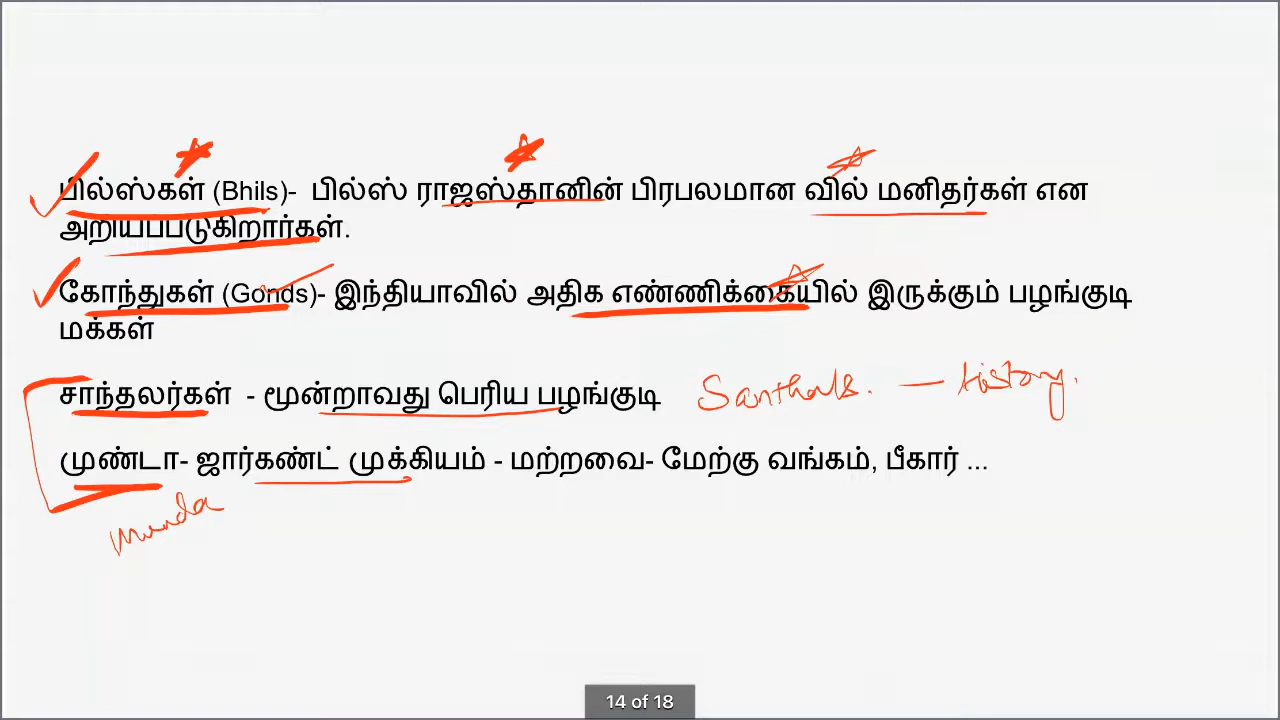 பில்ஸ்கள் (Bhils)- பில்ஸ் ராஜஸ்தானின் பிரபலமான வில் மனிதர்கள் என
அறியப்படுகிறார்கள்.
கோந்துகள் (Gonds)- இந்தியாவில் அதிக எண்ணிக்கையில் இருக்கும் பழங்குடி
மக்கள்
சாந்தலர்கள் - மூன்றாவது பெரிய பழங்குடி Santhals. - History.
முண்டா- ஜார்கண்ட் முக்கியம் - மற்றவை- மேற்கு வங்கம், பீகார் ...
Munda
14 of 18